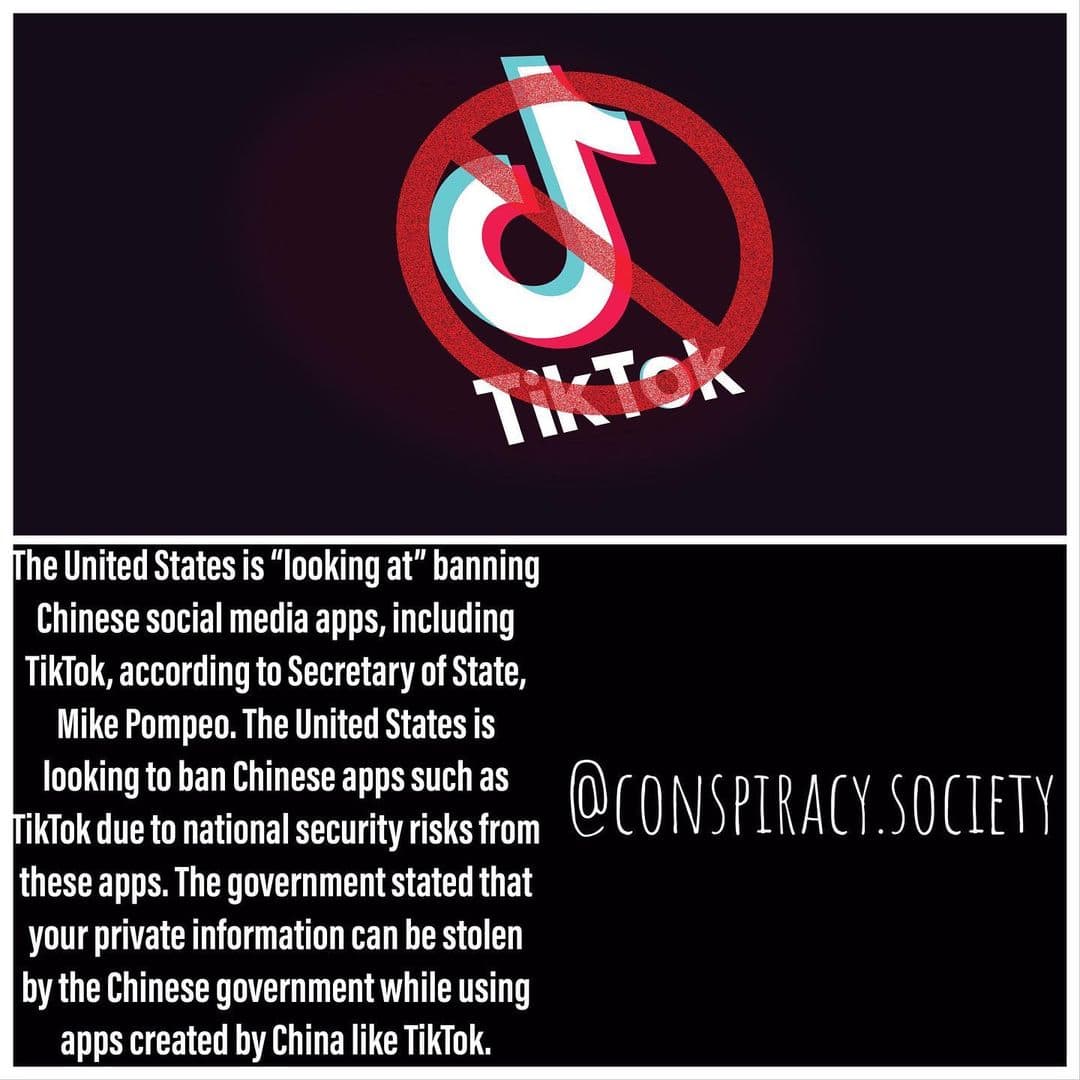 TikTok
The United States is “looking at” banning
Chinese social media apps, including
TikTok, according to Secretary of State,
Mike Pompeo. The United States is
looking to ban Chinese apps such as
TikTok due to national security risks from
these apps. The government stated that
your private information can be stolen
by the Chinese government while using
apps created by China like TikTok.
@CONSPIRACY.SOCIETY